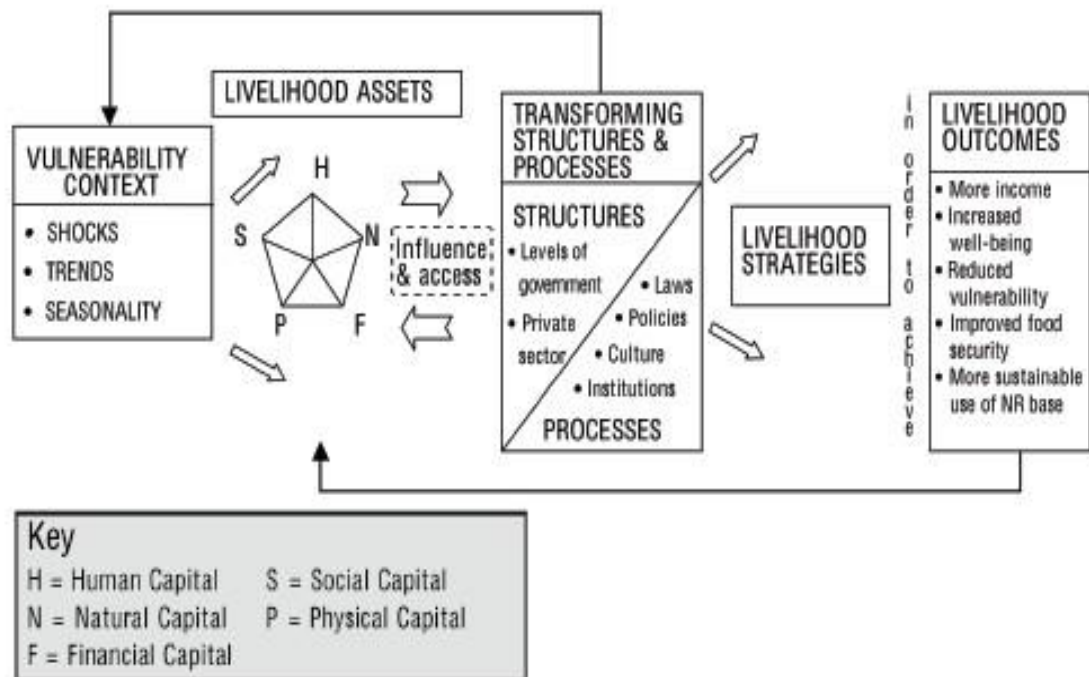 LIVELIHOOD ASSETS
VULNERABILITY
CONTEXT
• SHOCKS
• TRENDS
• SEASONALITY
H
S
N
P
F
Influence
& access
TRANSFORMING
STRUCTURES &
PROCESSES
STRUCTURES
• Levels of
government
• Private
sector
• Laws
• Policies
• Culture
• Institutions
PROCESSES
LIVELIHOOD
STRATEGIES
in order to achieve
LIVELIHOOD
OUTCOMES
• More income
• Increased
well-being
• Reduced
vulnerability
• Improved food
security
• More sustainable
use of NR base
Key
H = Human Capital S = Social Capital
N = Natural Capital P = Physical Capital
F = Financial Capital